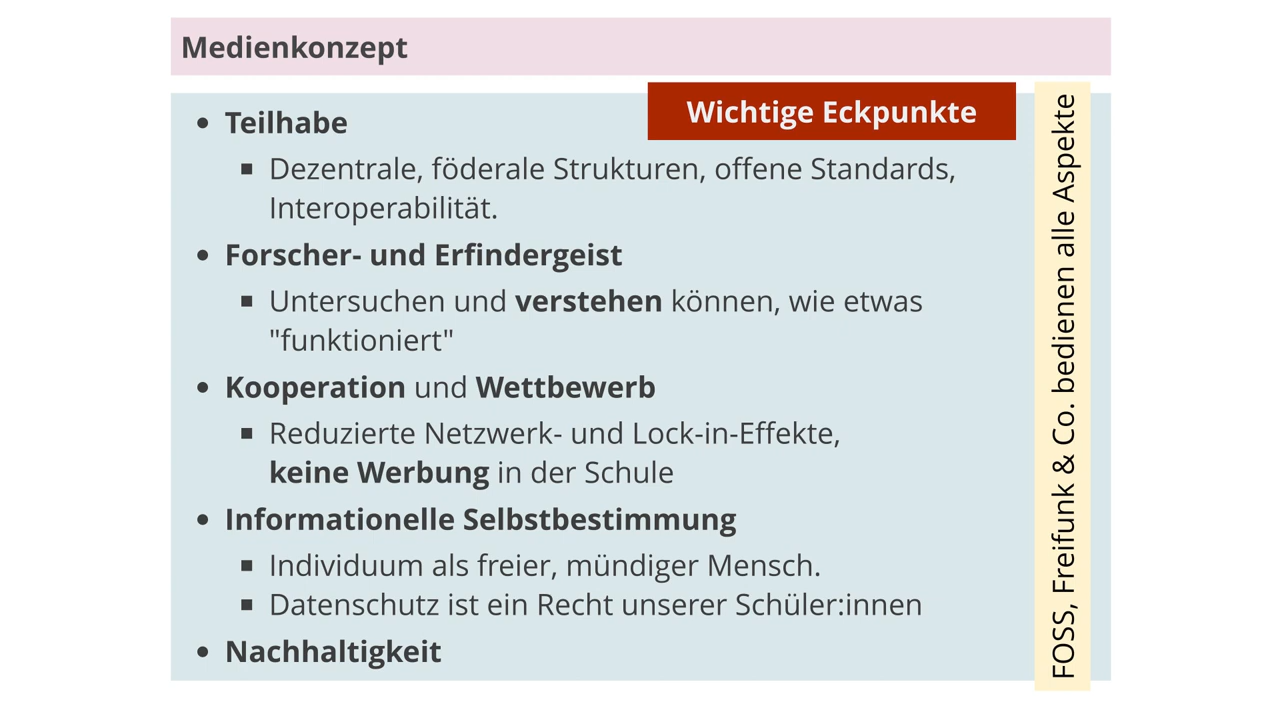 Medienkonzept
Wichtige Eckpunkte
Teilhabe
Dezentrale, föderale Strukturen, offene Standards,
Interoperabilität.
Forscher- und Erfindergeist
Untersuchen und verstehen können, wie etwas
"funktioniert"
Kooperation und Wettbewerb
Reduzierte Netzwerk- und Lock-in-Effekte,
keine Werbung in der Schule
Informationelle Selbstbestimmung
Individuum als freier, mündiger Mensch.
Datenschutz ist ein Recht unserer Schüler:innen
Nachhaltigkeit
FOSS, Freifunk & Co. bedienen alle Aspekte